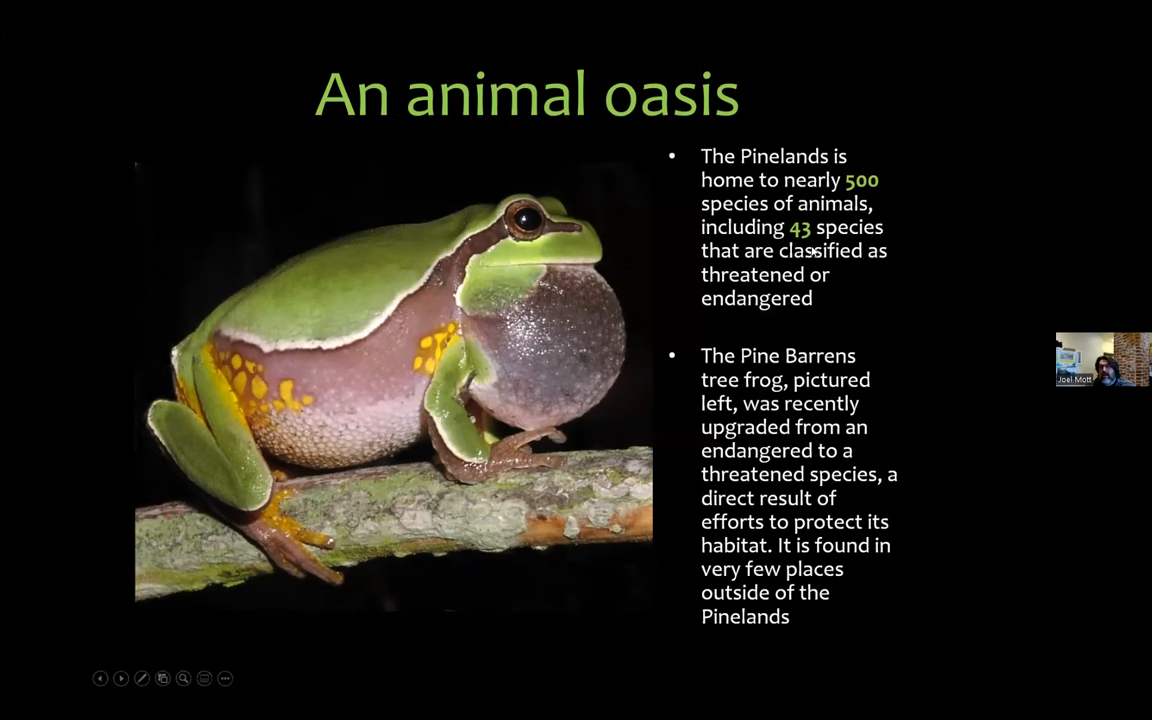 An animal oasis
• The Pinelands is
home to nearly 500
species of animals,
including 43 species
that are classified as
threatened or
endangered
• The Pine Barrens
tree frog, pictured
left, was recently
upgraded from an
endangered to a
threatened species, a
direct result of
efforts to protect its
habitat. It is found in
very few places
outside of the
Pinelands
Joel Mott